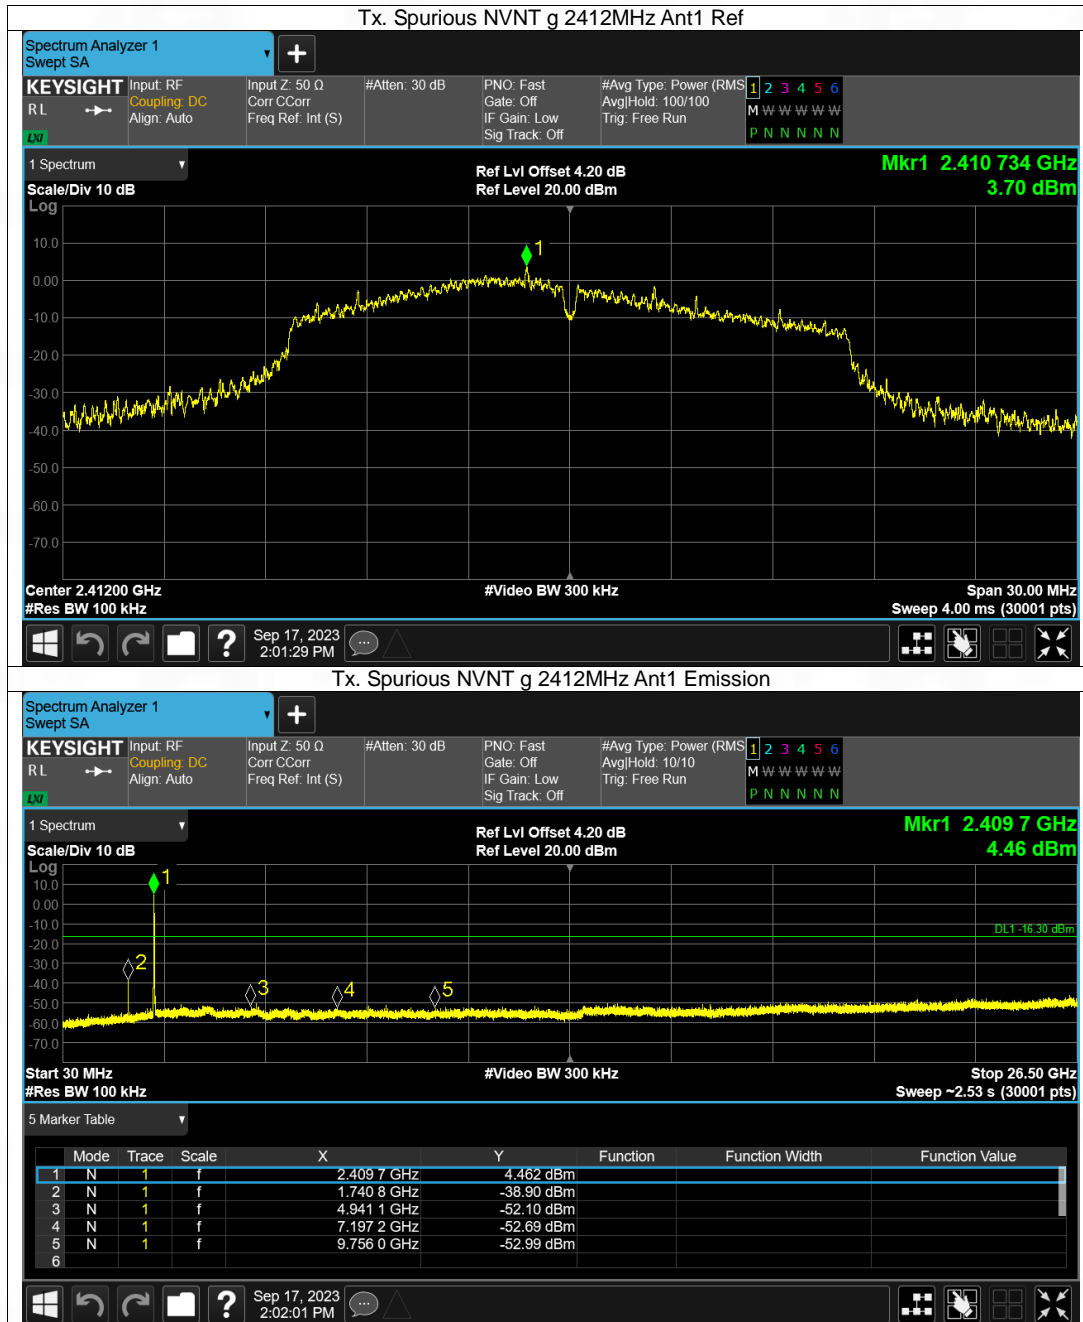 Tx. Spurious NVNT g 2412MHz Ant1 Ref
Spectrum Analyzer 1
Swept SA
KEYSIGHT Input: RF Input Z: 50 Ω #Atten: 30 dB PNO: Fast #Avg Type: Power (RMS 1 2 3 4 5 6
RL Coupling: DC Corr CCorr Gate: Off Avg|Hold: 100/100 M W W W W W
Align: Auto Freq Ref: Int (S) IF Gain: Low Trig: Free Run
LXI Sig Track: Off P N N N N N
1 Spectrum Ref Lvl Offset 4.20 dB Mkr1 2.410 734 GHz
Scale/Div 10 dB Ref Level 20.00 dBm 3.70 dBm
Log
1
10.0
0.00
-10.0
-20.0
-30.0
-40.0
-50.0
-60.0
-70.0
Center 2.41200 GHz #Video BW 300 kHz Span 30.00 MHz
#Res BW 100 kHz Sweep 4.00 ms (30001 pts)
? Sep 17, 2023
2:01:29 PM
Tx. Spurious NVNT g 2412MHz Ant1 Emission
Spectrum Analyzer 1
Swept SA
KEYSIGHT Input: RF Input Z: 50 Ω #Atten: 30 dB PNO: Fast #Avg Type: Power (RMS 1 2 3 4 5 6
RL Coupling: DC Corr CCorr Gate: Off Avg|Hold: 10/10 M W W W W W
Align: Auto Freq Ref: Int (S) IF Gain: Low Trig: Free Run
LXI Sig Track: Off P N N N N N
1 Spectrum Ref Lvl Offset 4.20 dB Mkr1 2.409 7 GHz
Scale/Div 10 dB Ref Level 20.00 dBm 4.46 dBm
Log
1
10.0
0.00
-10.0
DL1 -16.30 dBm
-20.0
-30.0 2
-40.0
3 4 5
-50.0
-60.0
-70.0
Start 30 MHz #Video BW 300 kHz Stop 26.50 GHz
#Res BW 100 kHz Sweep ~2.53 s (30001 pts)
5 Marker Table
Mode Trace Scale X Y Function Function Width Function Value
1 N 1 f 2.409 7 GHz 4.462 dBm
2 N 1 f 1.740 8 GHz -38.90 dBm
3 N 1 f 4.941 1 GHz -52.10 dBm
4 N 1 f 7.197 2 GHz -52.69 dBm
5 N 1 f 9.756 0 GHz -52.99 dBm
6
? Sep 17, 2023
2:02:01 PM